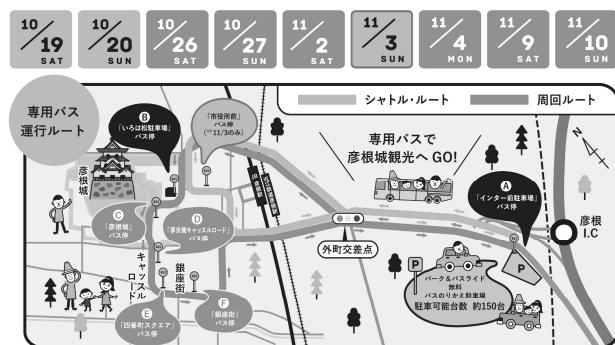 10/19 SAT
10/20 SUN
10/26 SAT
10/27 SUN
11/2 SAT
11/3 SUN
11/4 MON
11/9 SAT
11/10 SUN
専用バス
運行ルート
シャトル・ルート
周回ルート
B
「いろは松駐車場」
バス停
「市役所前」
バス停
(※11/3のみ)
専用バスで
彦根城観光へ GO!
N
彦根城
JR 彦根駅
A
「インター前駐車場」
バス停
彦根
I.C
C
「彦根城」
バス停
D
「夢京橋キャッスルロード」
バス停
外町交差点
キャッスル
ロード
銀座街
P
P
パーク&バスライド
無料
バスのりかえ駐車場
駐車可能台数 約150台
E
「四番町スクエア」
バス停
F
「銀座街」
バス停